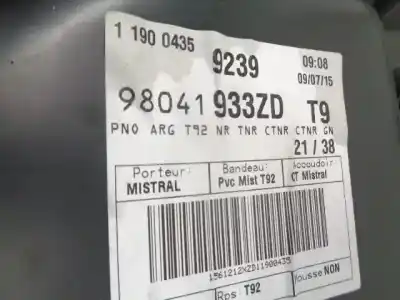 1 190 0435
9239
09:08
09/07/15
98041 933ZD T9
PNO ARG T92 NR TNR CTNR CTNR GN
21 / 38
Porteur:
MISTRAL
Bandeau:
Pvc Mist T92
Accoudoir
CT Mistral
1561212XZD11900435
Rps T92
Housse NON